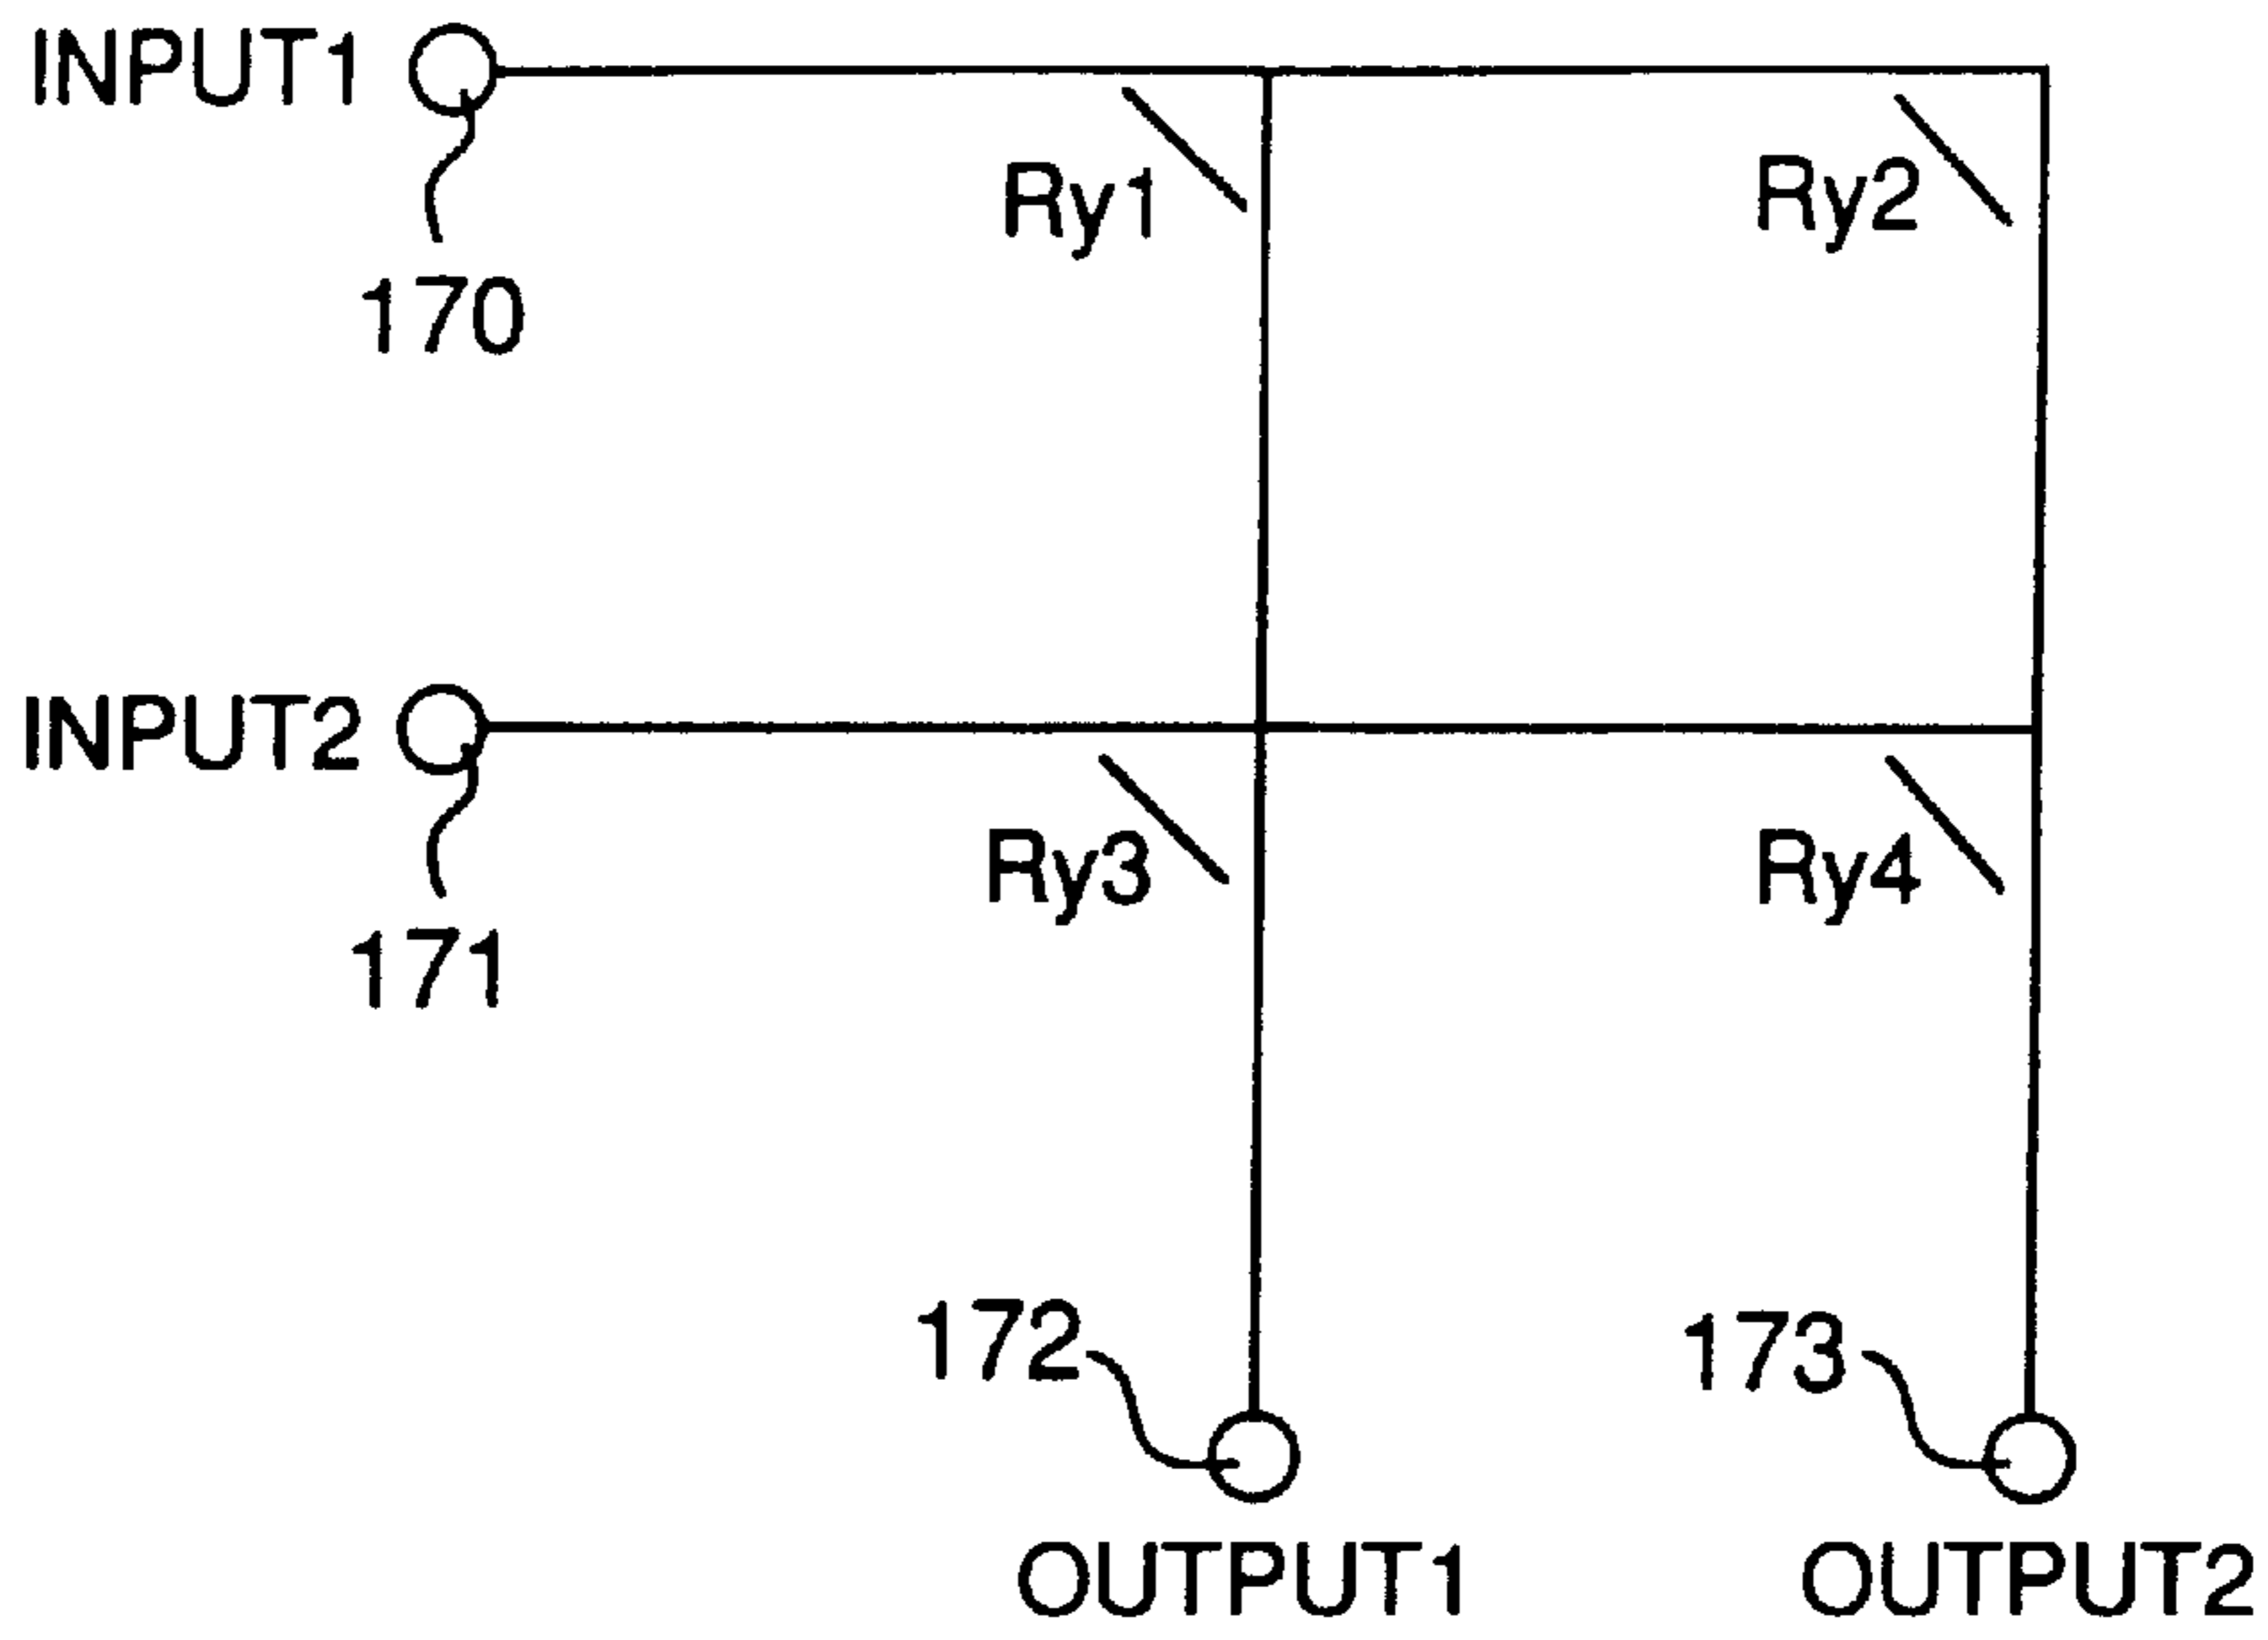 INPUT1
Ry1
Ry2
170
INPUT2
Ry3
Ry4
171
172
173
OUTPUT1
OUTPUT2